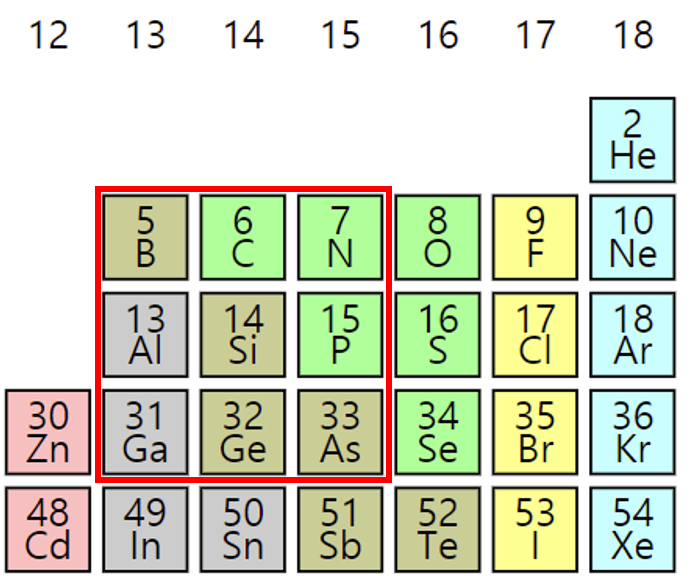 12 13 14 15 16 17 18
2
He
5 6 7 8 9 10
B C N O F Ne
13 14 15 16 17 18
Al Si P S Cl Ar
30 31 32 33 34 35 36
Zn Ga Ge As Se Br Kr
48 49 50 51 52 53 54
Cd In Sn Sb Te I Xe